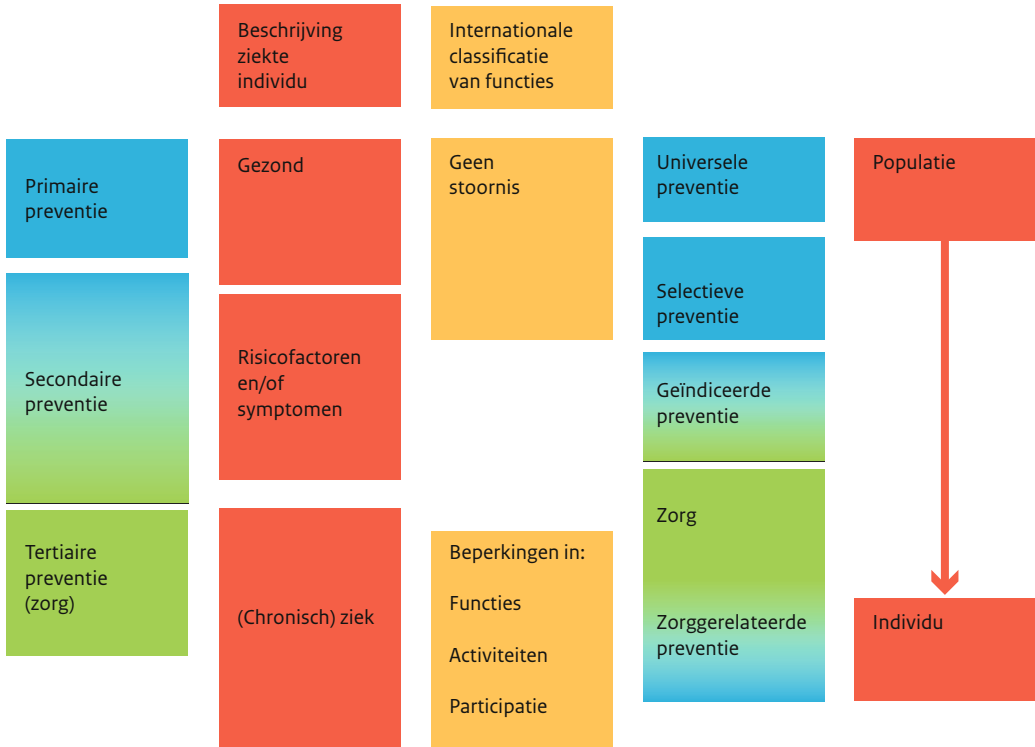 Beschrijving
ziekte
individu
Internationale
classificatie
van functies
Primaire
preventie
Gezond
Geen
stoornis
Universele
preventie
Populatie
Selectieve
preventie
Secondaire
preventie
Risicofactoren
en/of
symptomen
Geïndiceerde
preventie
Tertiaire
preventie
(zorg)
(Chronisch) ziek
Beperkingen in:
Functies
Activiteiten
Participatie
Zorg
Zorggerelateerde
preventie
Individu